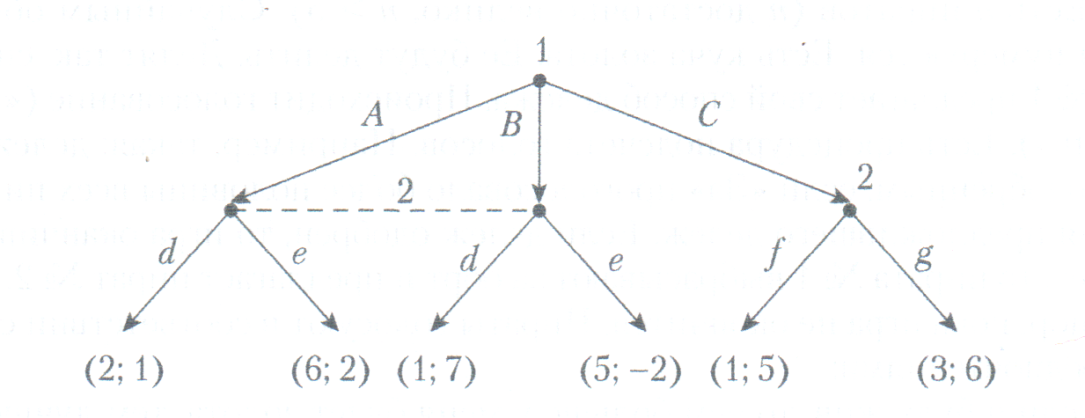 1
A B C
2 2
d e d e f g
(2; 1) (6; 2) (1; 7) (5; –2) (1; 5) (3; 6)